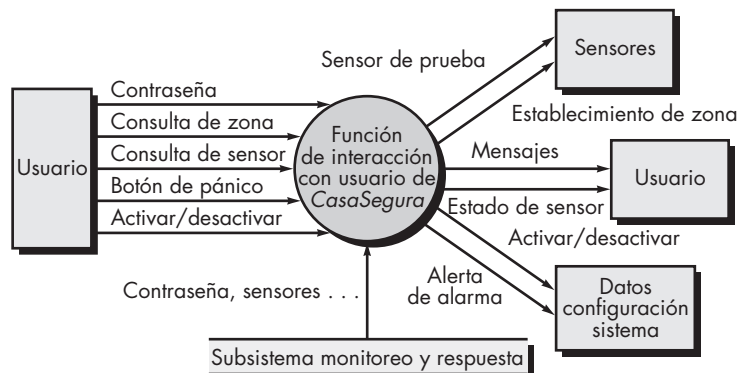 Sensor de prueba
Sensores
Establecimiento de zona
Usuario
Contraseña
Consulta de zona
Consulta de sensor
Botón de pánico
Activar/desactivar
Función
de interacción
con usuario de
CasaSegura
Mensajes
Estado de sensor
Usuario
Activar/desactivar
Alerta
de alarma
Datos
configuración
sistema
Contraseña, sensores . . .
Subsistema monitoreo y respuesta